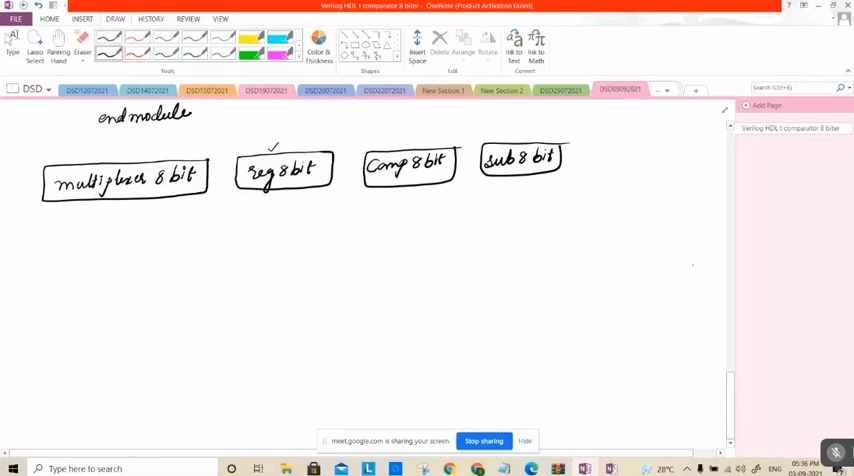 Verilog HDL t comparator 8 biter - OneNote (Product Activation Failed)
FILE HOME INSERT DRAW HISTORY REVIEW VIEW
Type Lasso Select Panning Hand Eraser Color & Thickness Insert Space Delete Arrange Rotate Ink to Text Ink to Math
Tools Shapes Edit Convert
DSD DSD12072021 DSD14072021 DSD15072021 DSD19072021 DSD20072021 DSD22072021 New Section 1 New Section 2 DSD29072021 DSD03092021 ... Search (Ctrl+E)
Add Page
Verilog HDL t comparator 8 biter
endmodule
multiplexer 8 bit
reg 8 bit
Comp 8 bit
sub 8 bit
meet.google.com is sharing your screen. Stop sharing Hide
Type here to search
28°C ENG 05:36 PM
03-09-2021